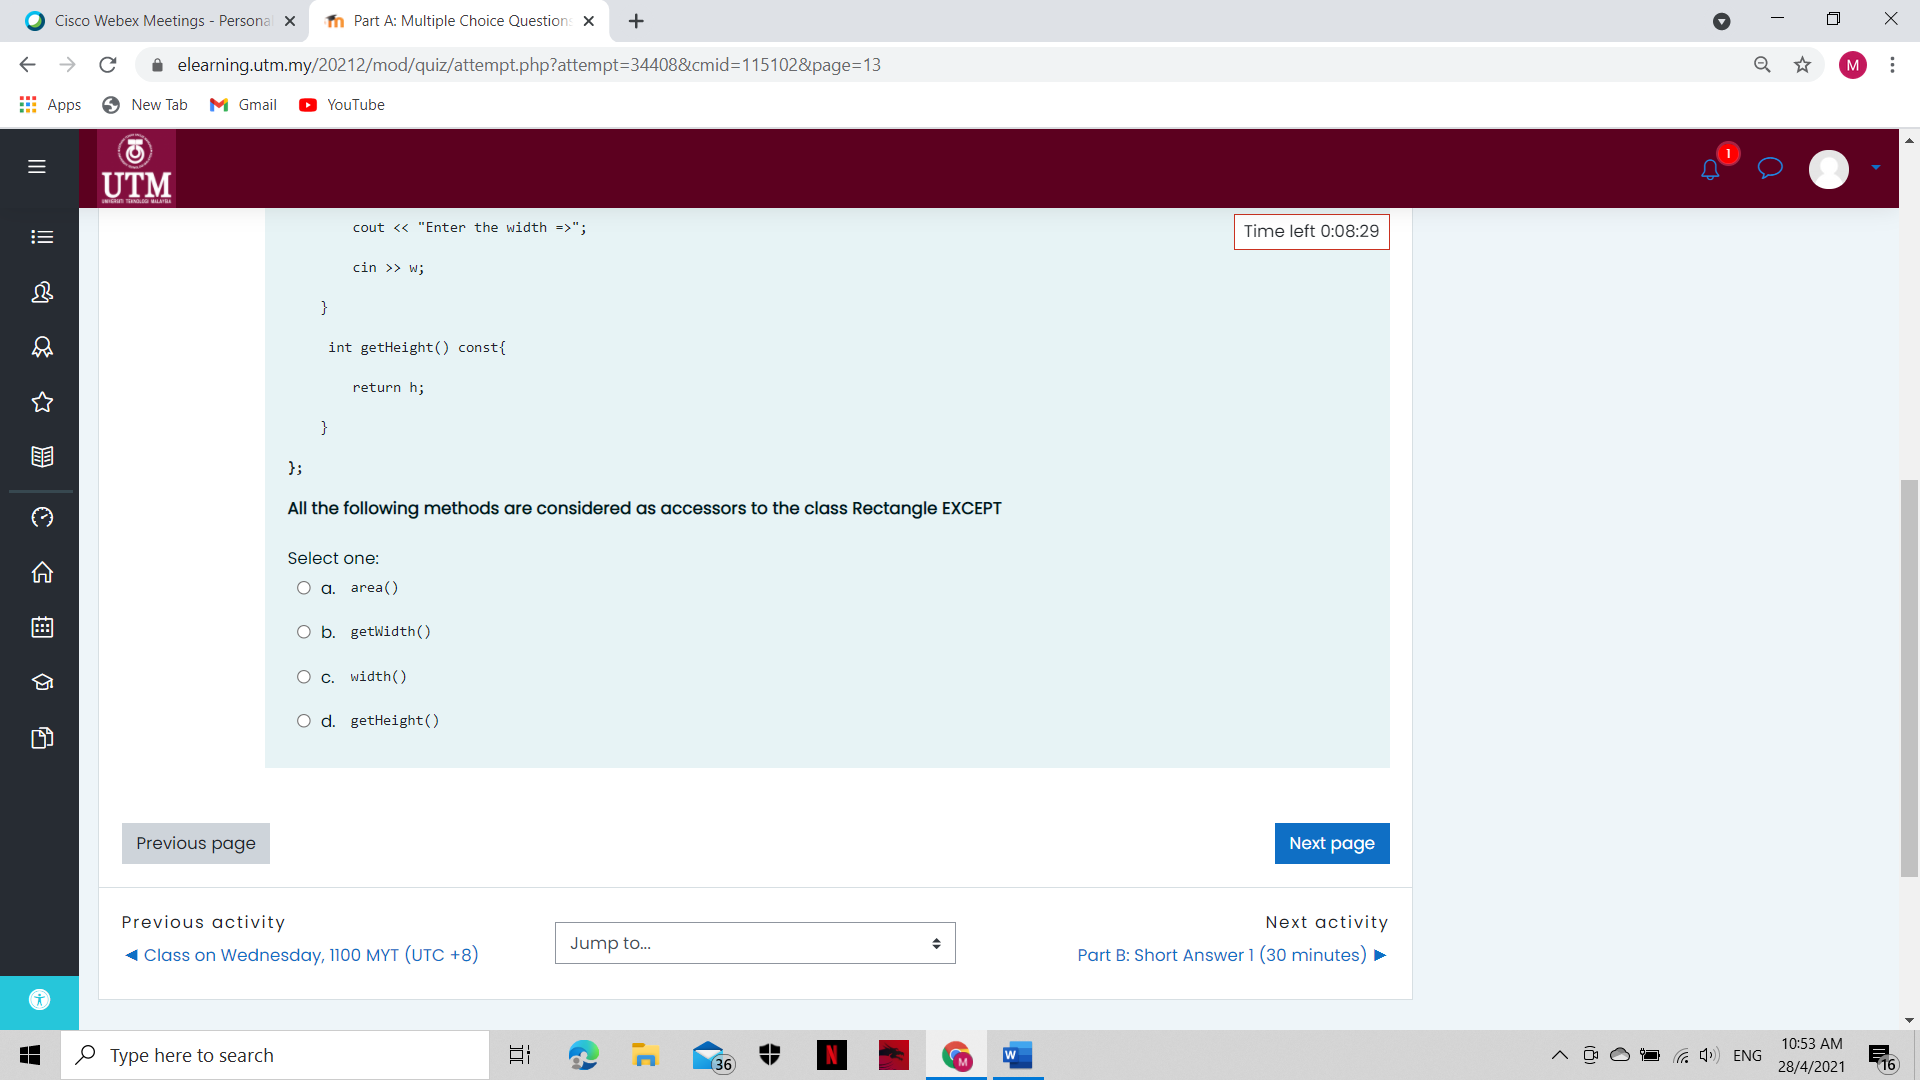 Cisco Webex Meetings - Persona
Part A: Multiple Choice Question
elearning.utm.my/20212/mod/quiz/attempt.php?attempt=34408&cmid=115102&page=13
M
Apps
New Tab
Gmail
YouTube
UTM
UNIVERSITI TEKNOLOGI MALAYSIA
1
cout << "Enter the width =>";
Time left 0:08:29
cin >> w;
}
int getHeight() const{
return h;
}
};
All the following methods are considered as accessors to the class Rectangle EXCEPT
Select one:
a. area()
b. getWidth()
c. width()
d. getHeight()
Previous page
Next page
Previous activity
Next activity
◄ Class on Wednesday, 1100 MYT (UTC +8)
Jump to...
Part B: Short Answer 1 (30 minutes) ►
Type here to search
36
N
M
W
ENG
10:53 AM
28/4/2021
16